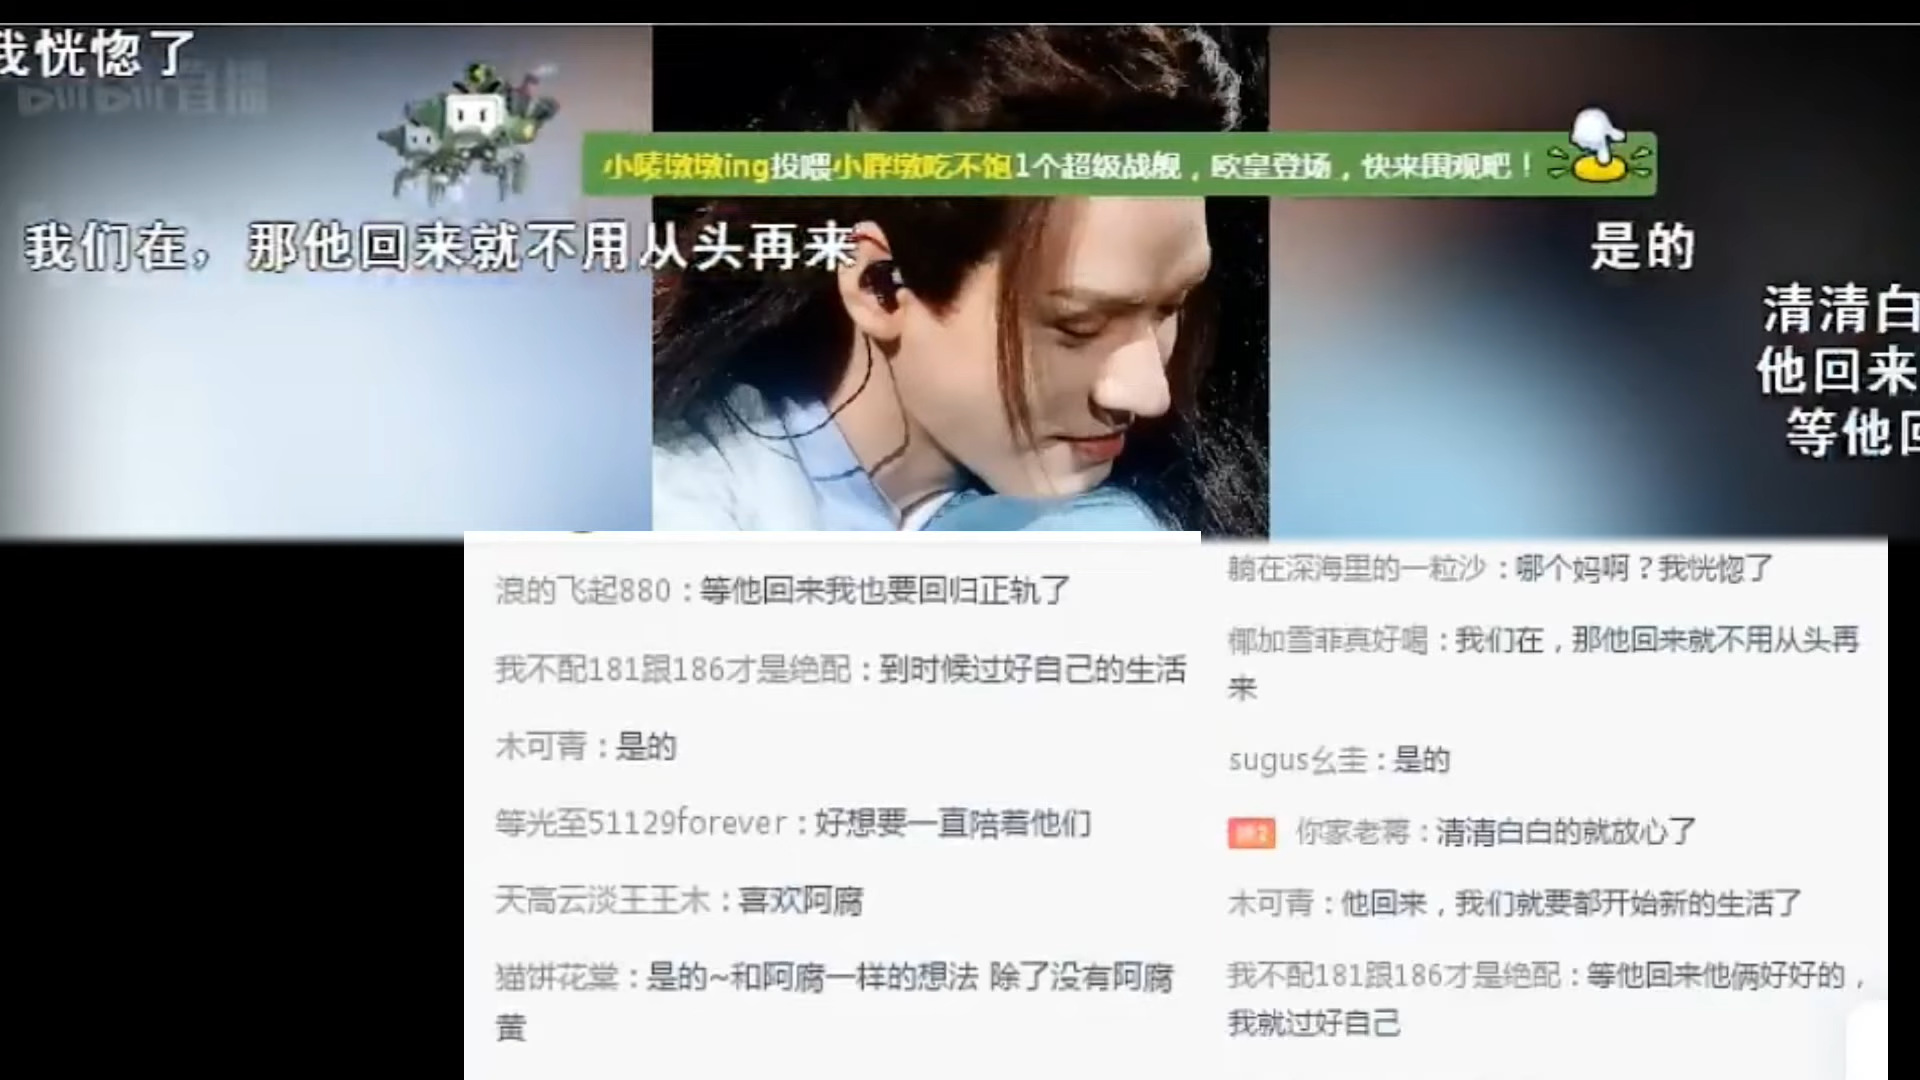 我恍惚了
bilibili直播
小唛墩墩ing投喂小胖墩吃不饱1个超级战舰，欧皇登场，快来围观吧！
我们在，那他回来就不用从头再来
是的
清清白
他回来
等他回
浪的飞起880：等他回来我也要回归正轨了
我不配181跟186才是绝配：到时候过好自己的生活
木可青：是的
等光至51129forever：好想要一直陪着他们
天高云淡王王木：喜欢阿腐
猫饼花堂：是的~和阿腐一样的想法 除了没有阿腐
黄
躺在深海里的一粒沙：哪个妈啊？我恍惚了
椰加雪菲真好喝：我们在，那他回来就不用从头再
来
sugus幺圭：是的
你家老蒋：清清白白的就放心了
木可青：他回来，我们就要都开始新的生活了
我不配181跟186才是绝配：等他回来他俩好好的，
我就过好自己